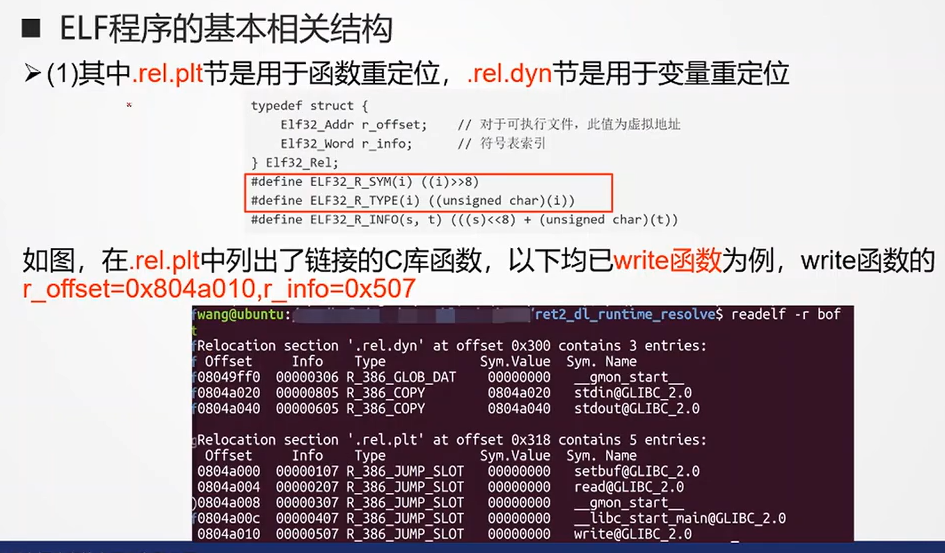 ■ ELF程序的基本相关结构
➢(1)其中.rel.plt节是用于函数重定位，.rel.dyn节是用于变量重定位
typedef struct {
Elf32_Addr r_offset; // 对于可执行文件，此值为虚拟地址
Elf32_Word r_info; // 符号表索引
} Elf32_Rel;
#define ELF32_R_SYM(i) ((i)>>8)
#define ELF32_R_TYPE(i) ((unsigned char)(i))
#define ELF32_R_INFO(s, t) (((s)<<8) + (unsigned char)(t))
如图，在.rel.plt中列出了链接的C库函数，以下均已write函数为例，write函数的
r_offset=0x804a010,r_info=0x507
wang@ubuntu: /ret2_dl_runtime_resolve$ readelf -r bof
Relocation section '.rel.dyn' at offset 0x300 contains 3 entries:
Offset Info Type Sym.Value Sym. Name
08049ff0 00000306 R_386_GLOB_DAT 00000000 __gmon_start__
0804a020 00000805 R_386_COPY 0804a020 stdin@GLIBC_2.0
0804a040 00000605 R_386_COPY 0804a040 stdout@GLIBC_2.0
Relocation section '.rel.plt' at offset 0x318 contains 5 entries:
Offset Info Type Sym.Value Sym. Name
0804a000 00000107 R_386_JUMP_SLOT 00000000 setbuf@GLIBC_2.0
0804a004 00000207 R_386_JUMP_SLOT 00000000 read@GLIBC_2.0
0804a008 00000307 R_386_JUMP_SLOT 00000000 __gmon_start__
0804a00c 00000407 R_386_JUMP_SLOT 00000000 __libc_start_main@GLIBC_2.0
0804a010 00000507 R_386_JUMP_SLOT 00000000 write@GLIBC_2.0